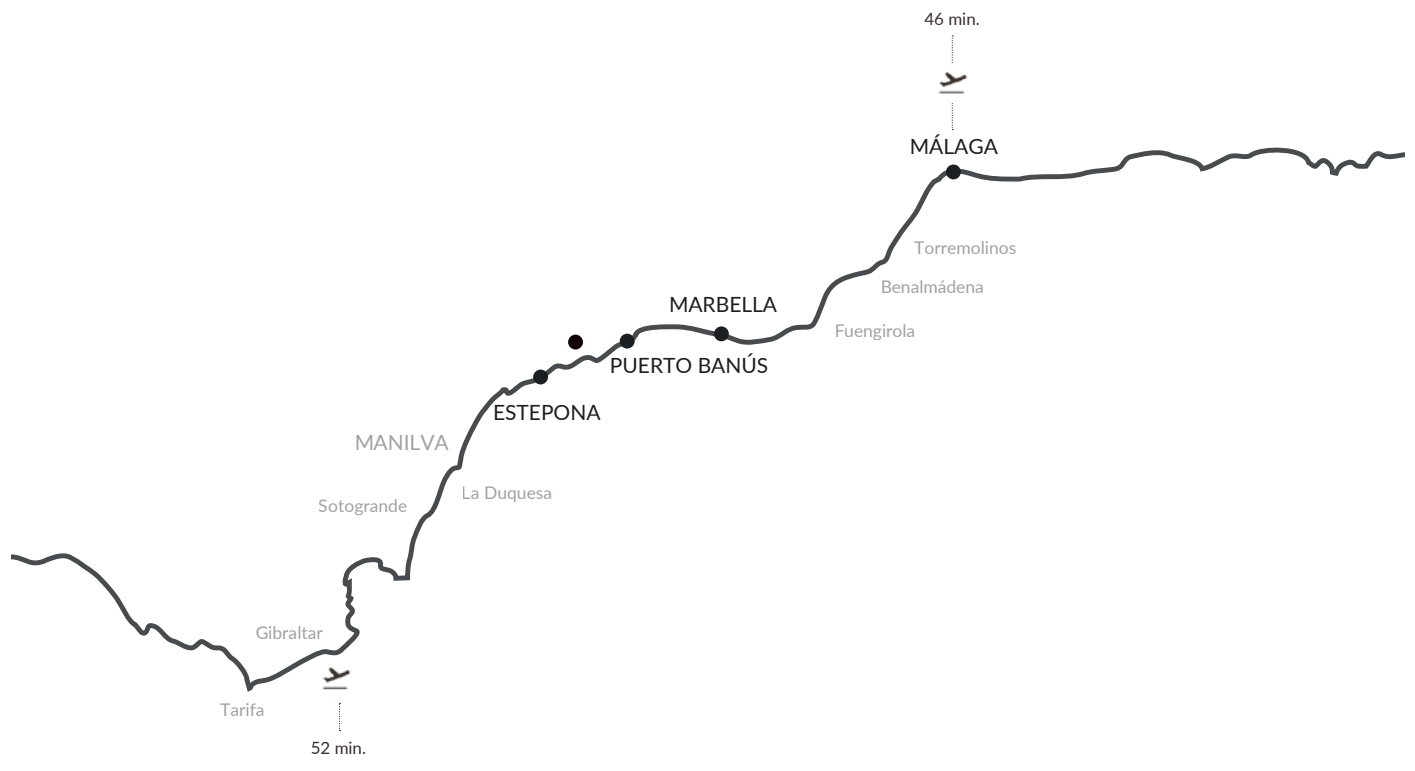 46 min.
MÁLAGA
Torremolinos
Benalmádena
MARBELLA
Fuengirola
PUERTO BANÚS
ESTEPONA
MANILVA
La Duquesa
Sotogrande
Gibraltar
Tarifa
52 min.